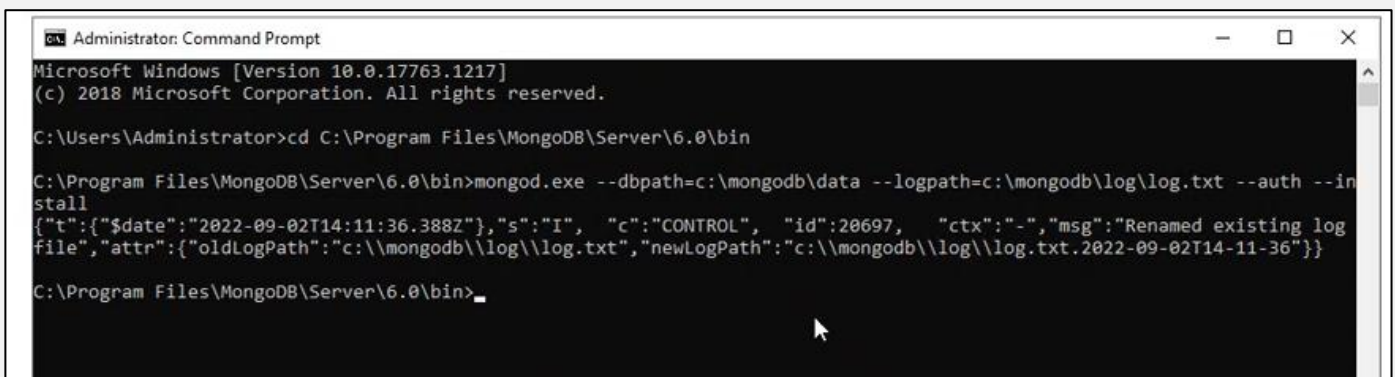 Administrator: Command Prompt
Microsoft Windows [Version 10.0.17763.1217]
(c) 2018 Microsoft Corporation. All rights reserved.
C:\Users\Administrator>cd C:\Program Files\MongoDB\Server\6.0\bin
C:\Program Files\MongoDB\Server\6.0\bin>mongod.exe --dbpath=c:\mongodb\data --logpath=c:\mongodb\log\log.txt --auth --in
stall
{"t":{"$date":"2022-09-02T14:11:36.388Z"},"s":"I",  "c":"CONTROL",  "id":20697,   "ctx":"-","msg":"Renamed existing log
file","attr":{"oldLogPath":"c:\\mongodb\\log\\log.txt","newLogPath":"c:\\mongodb\\log\\log.txt.2022-09-02T14-11-36"}}
C:\Program Files\MongoDB\Server\6.0\bin>